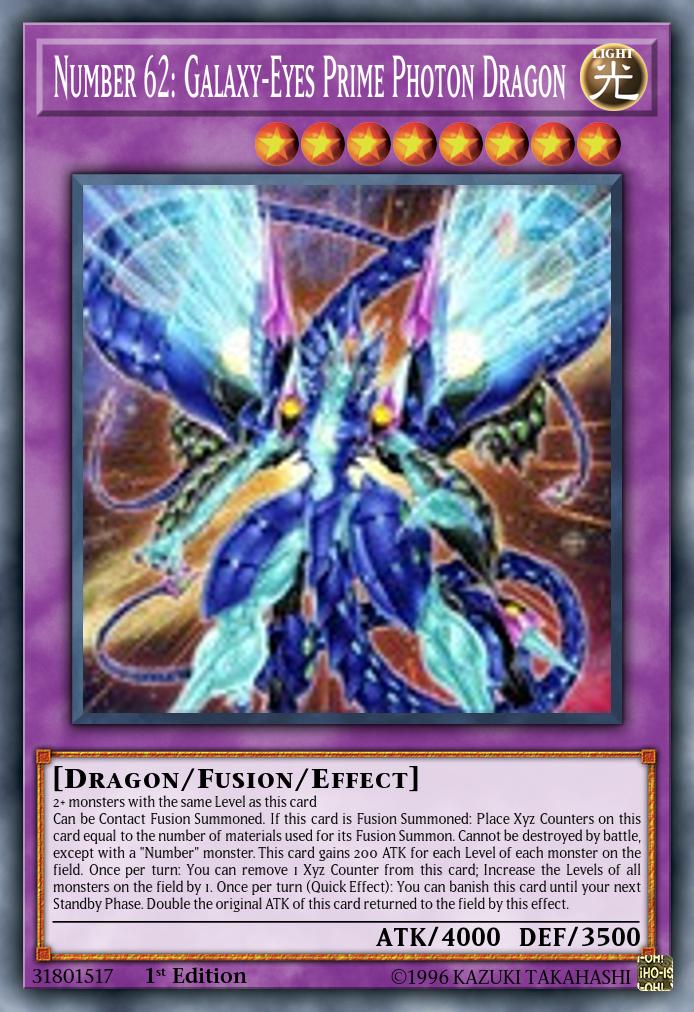 NUMBER 62: GALAXY-EYES PRIME PHOTON DRAGON
LIGHT
光
[DRAGON/FUSION/EFFECT]
2+ monsters with the same Level as this card
Can be Contact Fusion Summoned. If this card is Fusion Summoned: Place Xyz Counters on this
card equal to the number of materials used for its Fusion Summon. Cannot be destroyed by battle,
except with a "Number" monster. This card gains 200 ATK for each Level of each monster on the
field. Once per turn: You can remove 1 Xyz Counter from this card; Increase the Levels of all
monsters on the field by 1. Once per turn (Quick Effect): You can banish this card until your next
Standby Phase. Double the original ATK of this card returned to the field by this effect.
ATK/4000 DEF/3500
31801517 1st Edition ©1996 KAZUKI TAKAHASHI